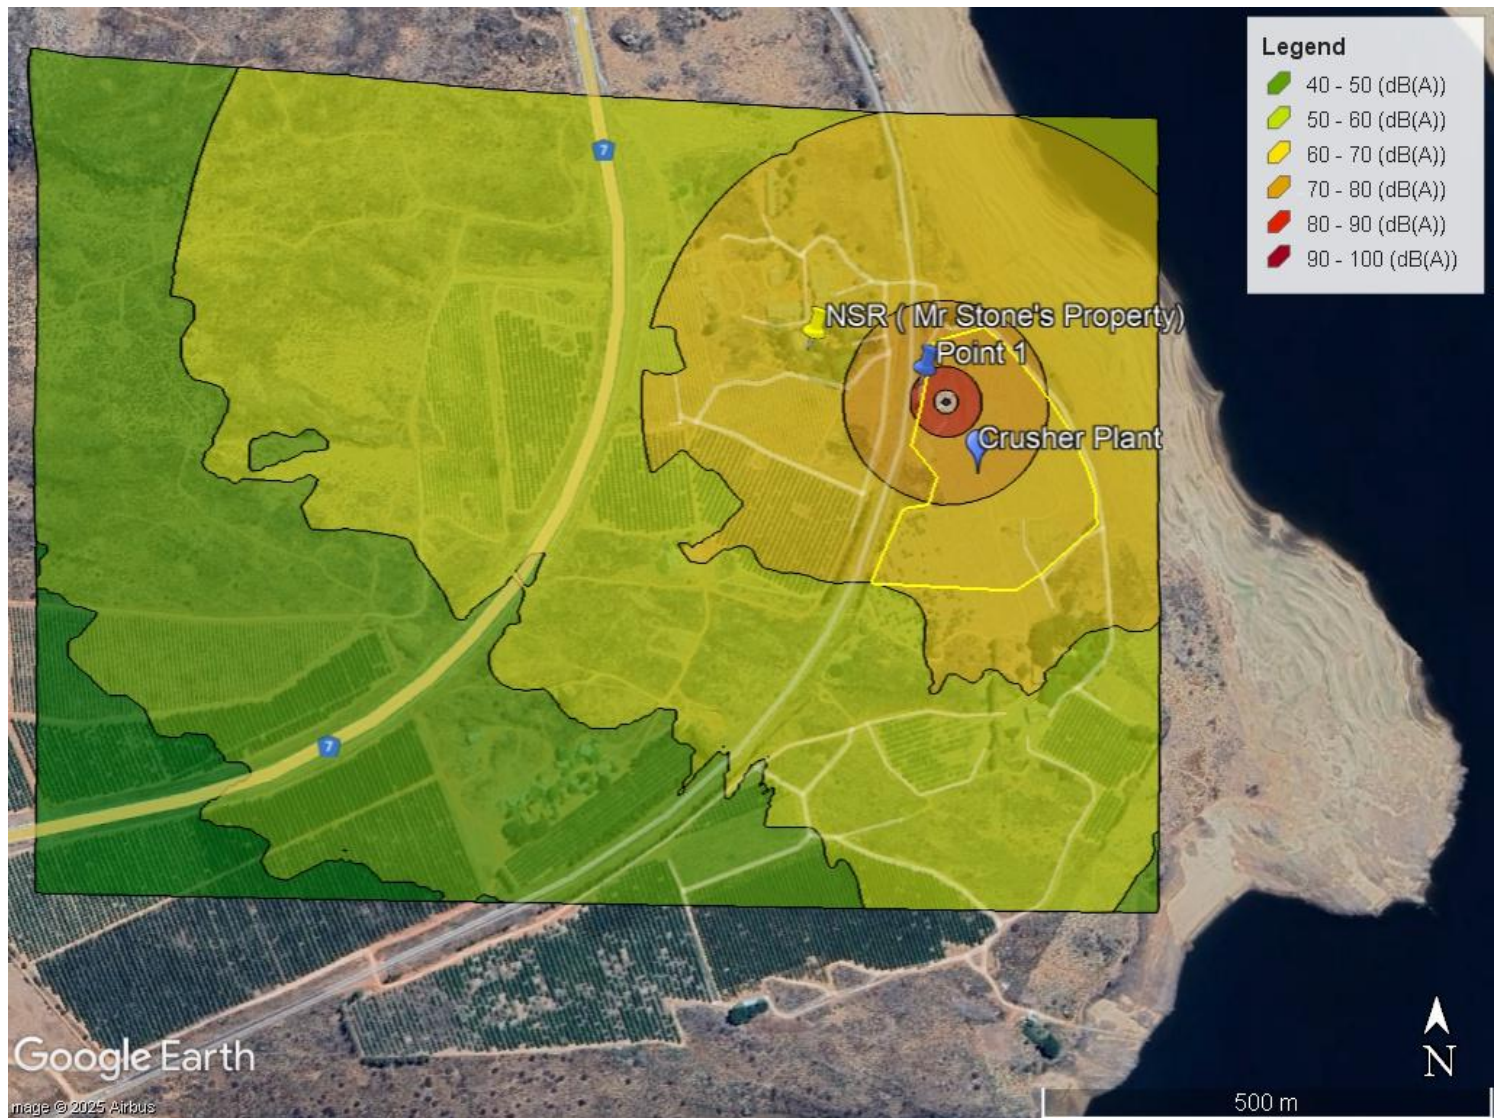 Legend
40 - 50 (dB(A))
50 - 60 (dB(A))
60 - 70 (dB(A))
70 - 80 (dB(A))
80 - 90 (dB(A))
90 - 100 (dB(A))
7
NSR ( Mr Stone's Property)
Point 1
Crusher Plant
7
Google Earth
mage © 2025 Airbus
N
500 m